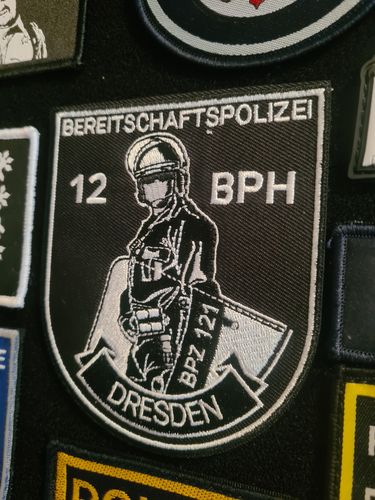 BEREITSCHAFTSPOLIZEI
12 BPH
BPZ 121
DRESDEN